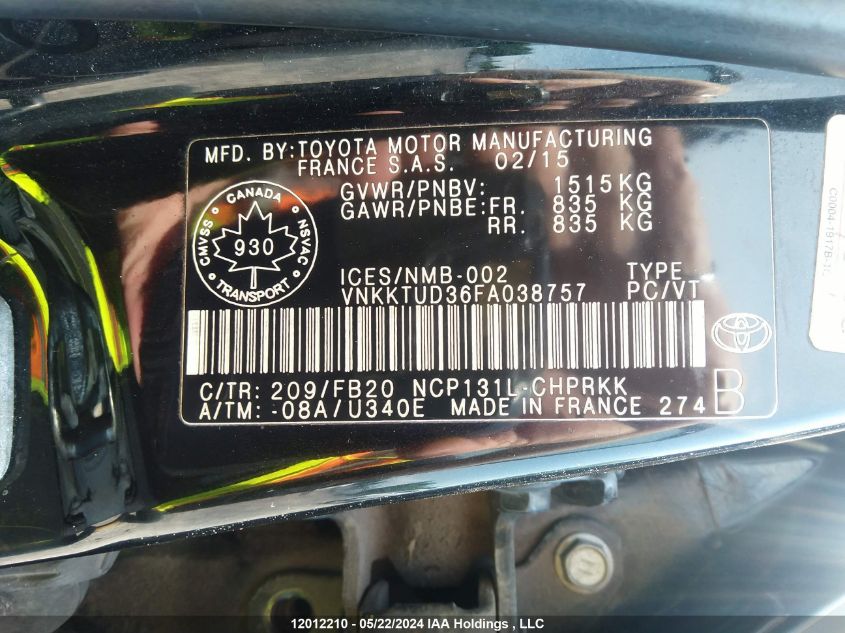 MFD. BY:TOYOTA MOTOR MANUFACTURING
FRANCE S.A.S. 02/15
GVWR/PNBV: 1515 KG
GAWR/PNBE: FR. 835 KG
RR. 835 KG
CANADA
CMVSS 930 NSVAC
TRANSPORT
ICES/NMB-002 TYPE
VNKKTUD36FA038757 PC/VT
C/TR: 209/FB20 NCP131L-CHPRKK
A/TM: -08A/U340E MADE IN FRANCE 274 B
12012210 - 05/22/2024 IAA Holdings , LLC